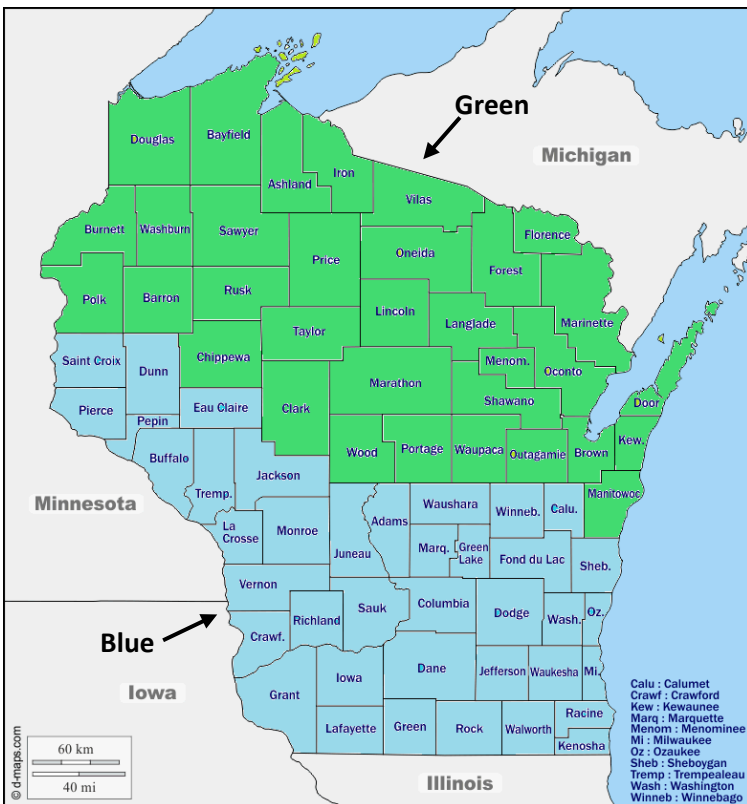 Green
Michigan
Douglas
Bayfield
Ashland
Iron
Vilas
Burnett
Washburn
Sawyer
Price
Oneida
Forest
Florence
Polk
Barron
Rusk
Lincoln
Langlade
Marinette
Taylor
Saint Croix
Dunn
Chippewa
Menom.
Oconto
Marathon
Shawano
Door
Pierce
Pepin
Eau Claire
Clark
Buffalo
Wood
Portage
Waupaca
Outagamie
Brown
Kew.
Minnesota
Tremp.
Jackson
Manitowoc
La
Crosse
Monroe
Juneau
Adams
Waushara
Winneb.
Calu.
Marq.
Green
Lake
Fond du Lac
Sheb.
Vernon
Blue
Crawf.
Richland
Sauk
Columbia
Dodge
Wash.
Oz.
Iowa
Grant
Iowa
Dane
Jefferson
Waukesha
Mi.
Lafayette
Green
Rock
Walworth
Racine
Kenosha
Illinois
Calu : Calumet
Crawf : Crawford
Kew : Kewaunee
Marq : Marquette
Menom : Menominee
Mi : Milwaukee
Oz : Ozaukee
Sheb : Sheboygan
Tremp : Trempealeau
Wash : Washington
Winneb : Winnebago
60 km
40 mi
© d-maps.com